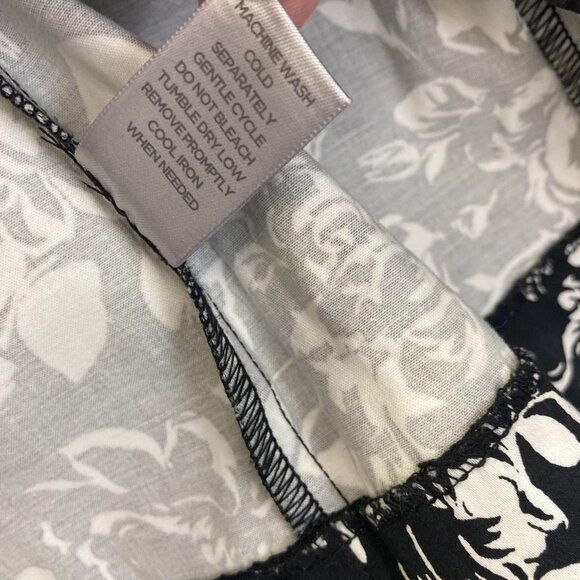 MACHINE WASH
COLD
SEPARATELY
GENTLE CYCLE
DO NOT BLEACH
TUMBLE DRY LOW
REMOVE PROMPTLY
COOL IRON
WHEN NEEDED